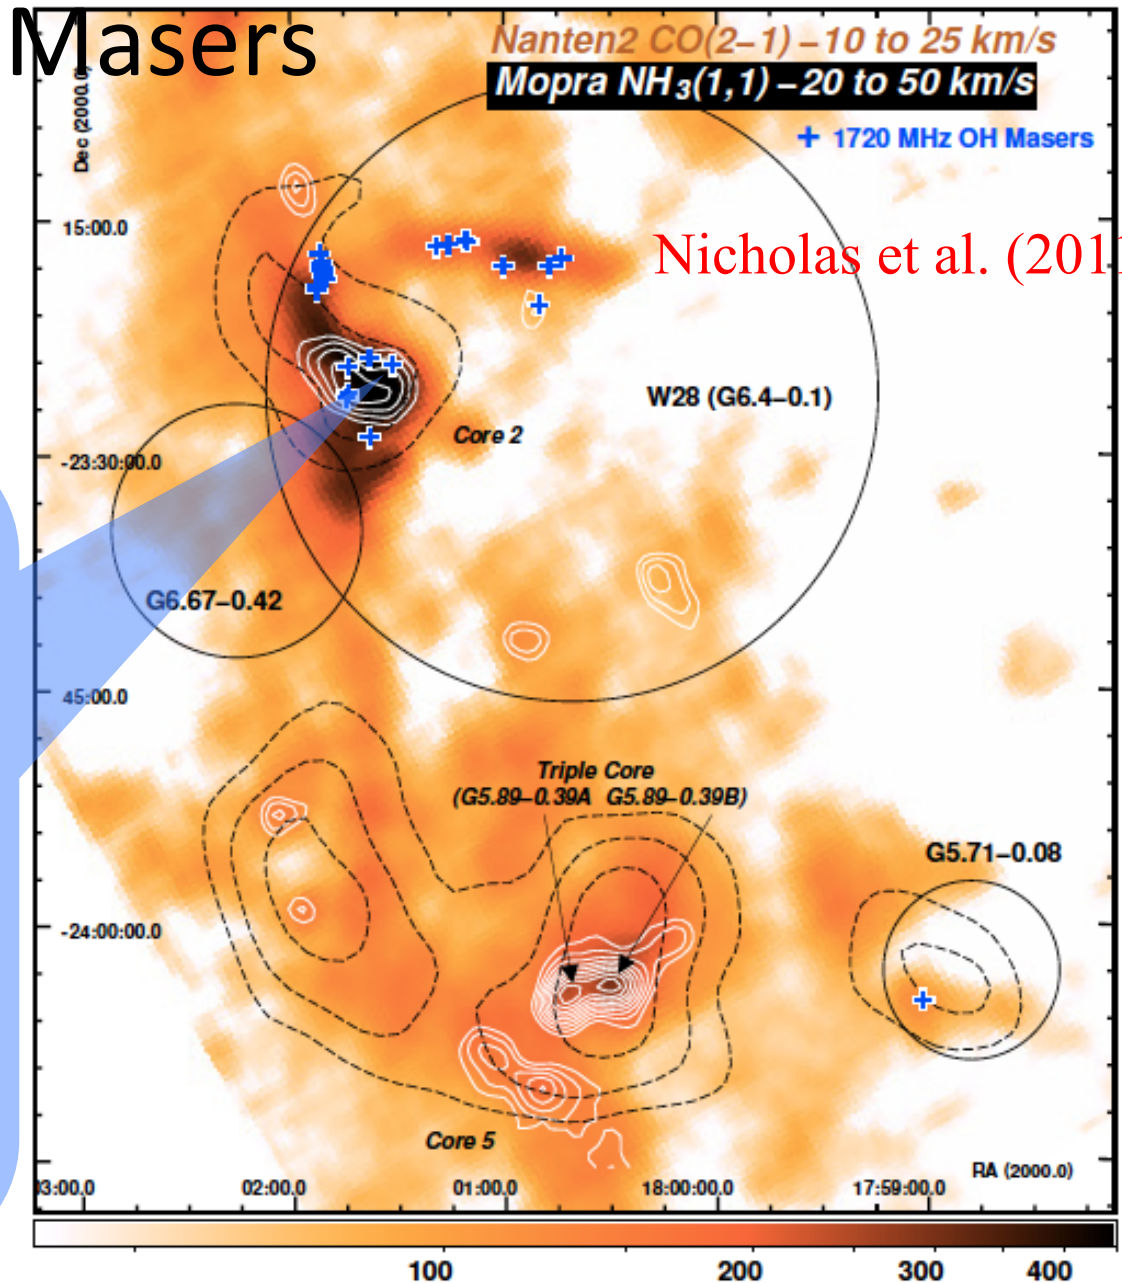 Masers
Nanten2 CO(2−1) −10 to 25 km/s
Mopra NH3(1,1) −20 to 50 km/s
+ 1720 MHz OH Masers
Dec (2000.0)
15:00.0
Nicholas et al. (201
W28 (G6.4−0.1)
Core 2
-23:30:00.0
G6.67−0.42
45:00.0
Triple Core
(G5.89−0.39A G5.89−0.39B)
G5.71−0.08
-24:00:00.0
Core 5
RA (2000.0)
03:00.0 02:00.0 01:00.0 18:00:00.0 17:59:00.0
100 200 300 400